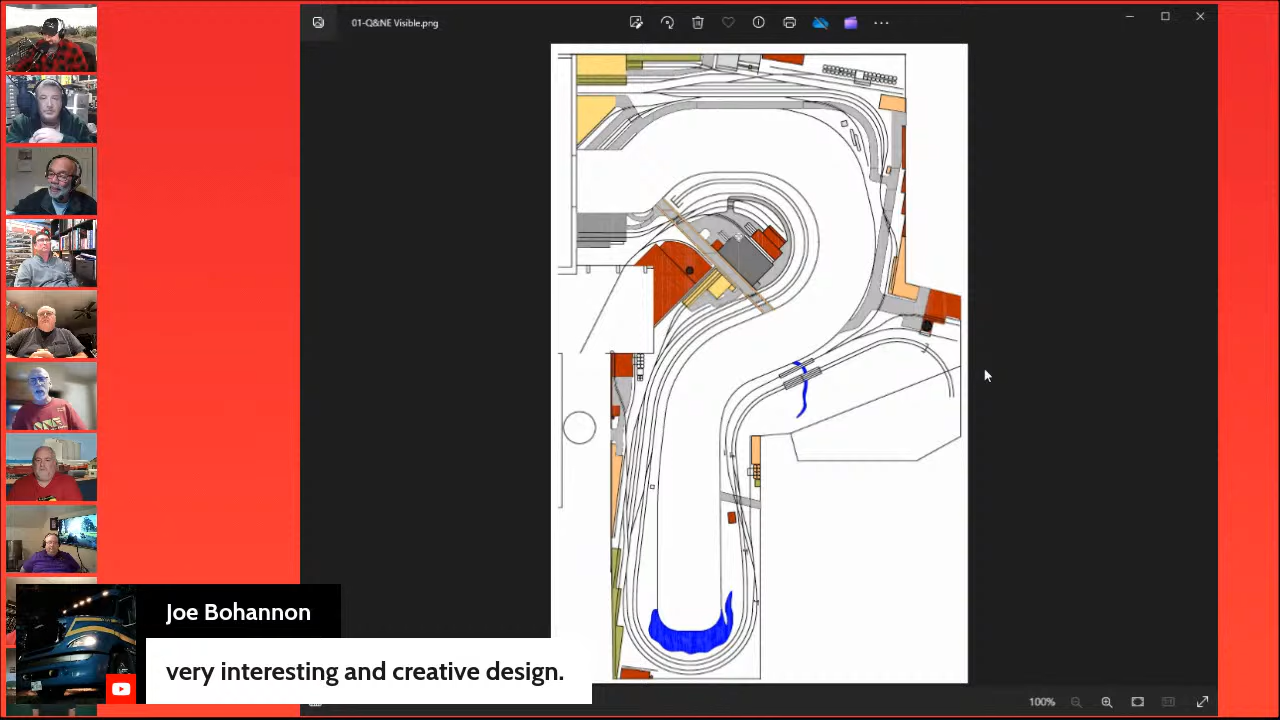 01-Q&NE Visible.png
Joe Bohannon
very interesting and creative design.
100%